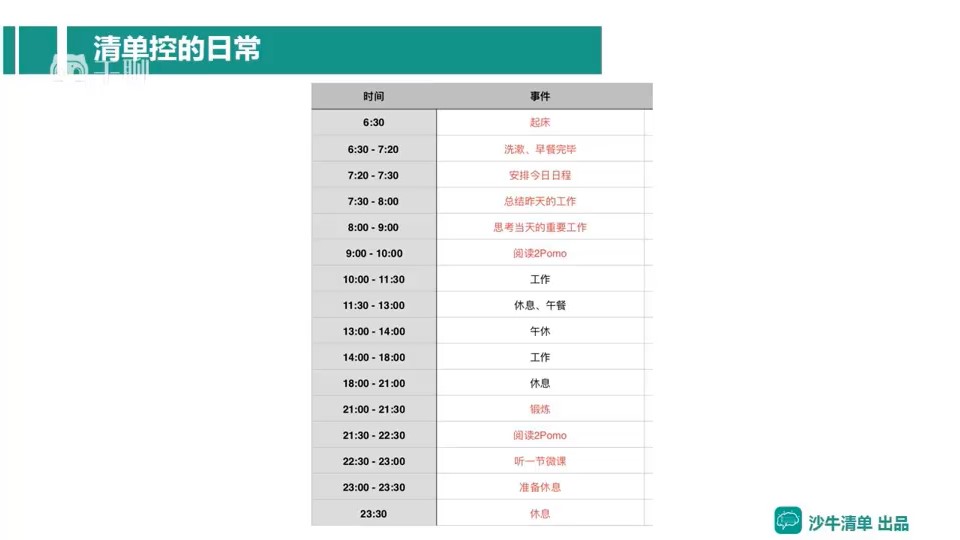 清单控的日常
千聊
时间 事件
6:30 起床
6:30 - 7:20 洗漱、早餐完毕
7:20 - 7:30 安排今日日程
7:30 - 8:00 总结昨天的工作
8:00 - 9:00 思考当天的重要工作
9:00 - 10:00 阅读2Pomo
10:00 - 11:30 工作
11:30 - 13:00 休息、午餐
13:00 - 14:00 午休
14:00 - 18:00 工作
18:00 - 21:00 休息
21:00 - 21:30 锻炼
21:30 - 22:30 阅读2Pomo
22:30 - 23:00 听一节微课
23:00 - 23:30 准备休息
23:30 休息
沙牛清单 出品